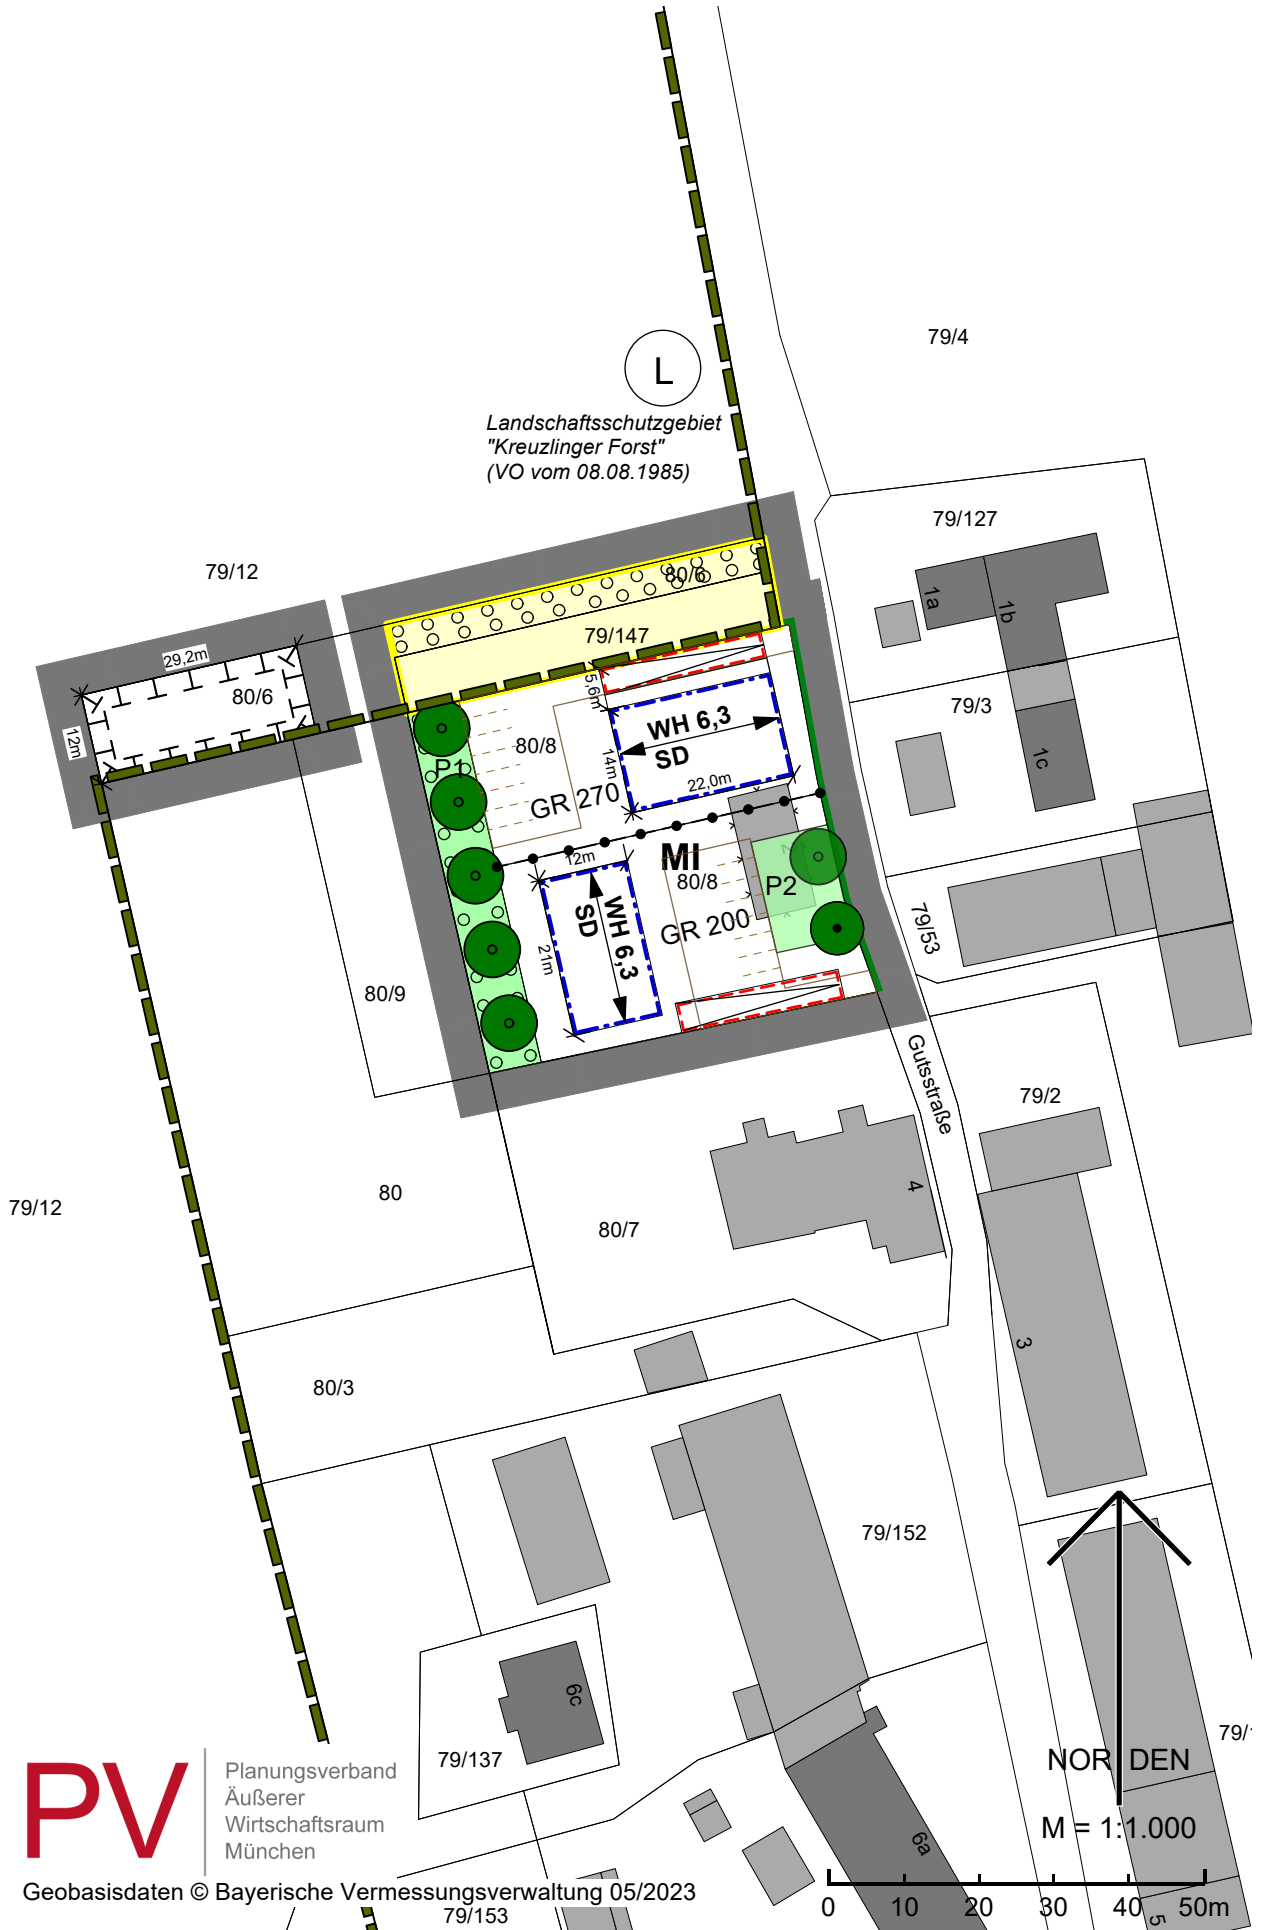 79/4
L
Landschaftsschutzgebiet
"Kreuzlinger Forst"
(VO vom 08.08.1985)
79/127
79/12
80/6
1a
1b
79/147
29,2m
80/6
12m
79/3
1c
5,6m
WH 6,3
SD
80/8
14m
22,0m
P1
GR 270
12m
MI
80/8
P2
WH 6,3
SD
GR 200
21m
79/53
80/9
Gutsstraße
79/2
80
79/12
80/7
4
3
80/3
79/152
6c
79/137
79/1
NORDEN
6a
M = 1:1.000
PV
Planungsverband
Äußerer
Wirtschaftsraum
München
Geobasisdaten © Bayerische Vermessungsverwaltung 05/2023
79/153
0 10 20 30 40 50m
5